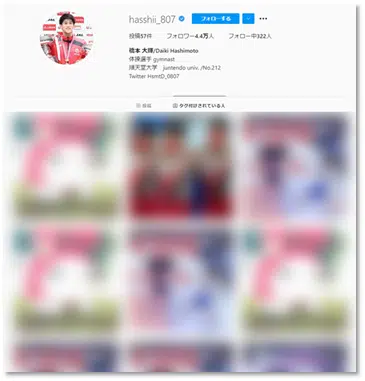 hasshii_807 フォローする
投稿57件 フォロワー4.4万人 フォロー中322人
橋本 大輝/Daiki Hashimoto
体操選手 gymnast
順天堂大学 juntendo univ. /No.212
Twitter HsmtD_0807
投稿 タグ付けされている人